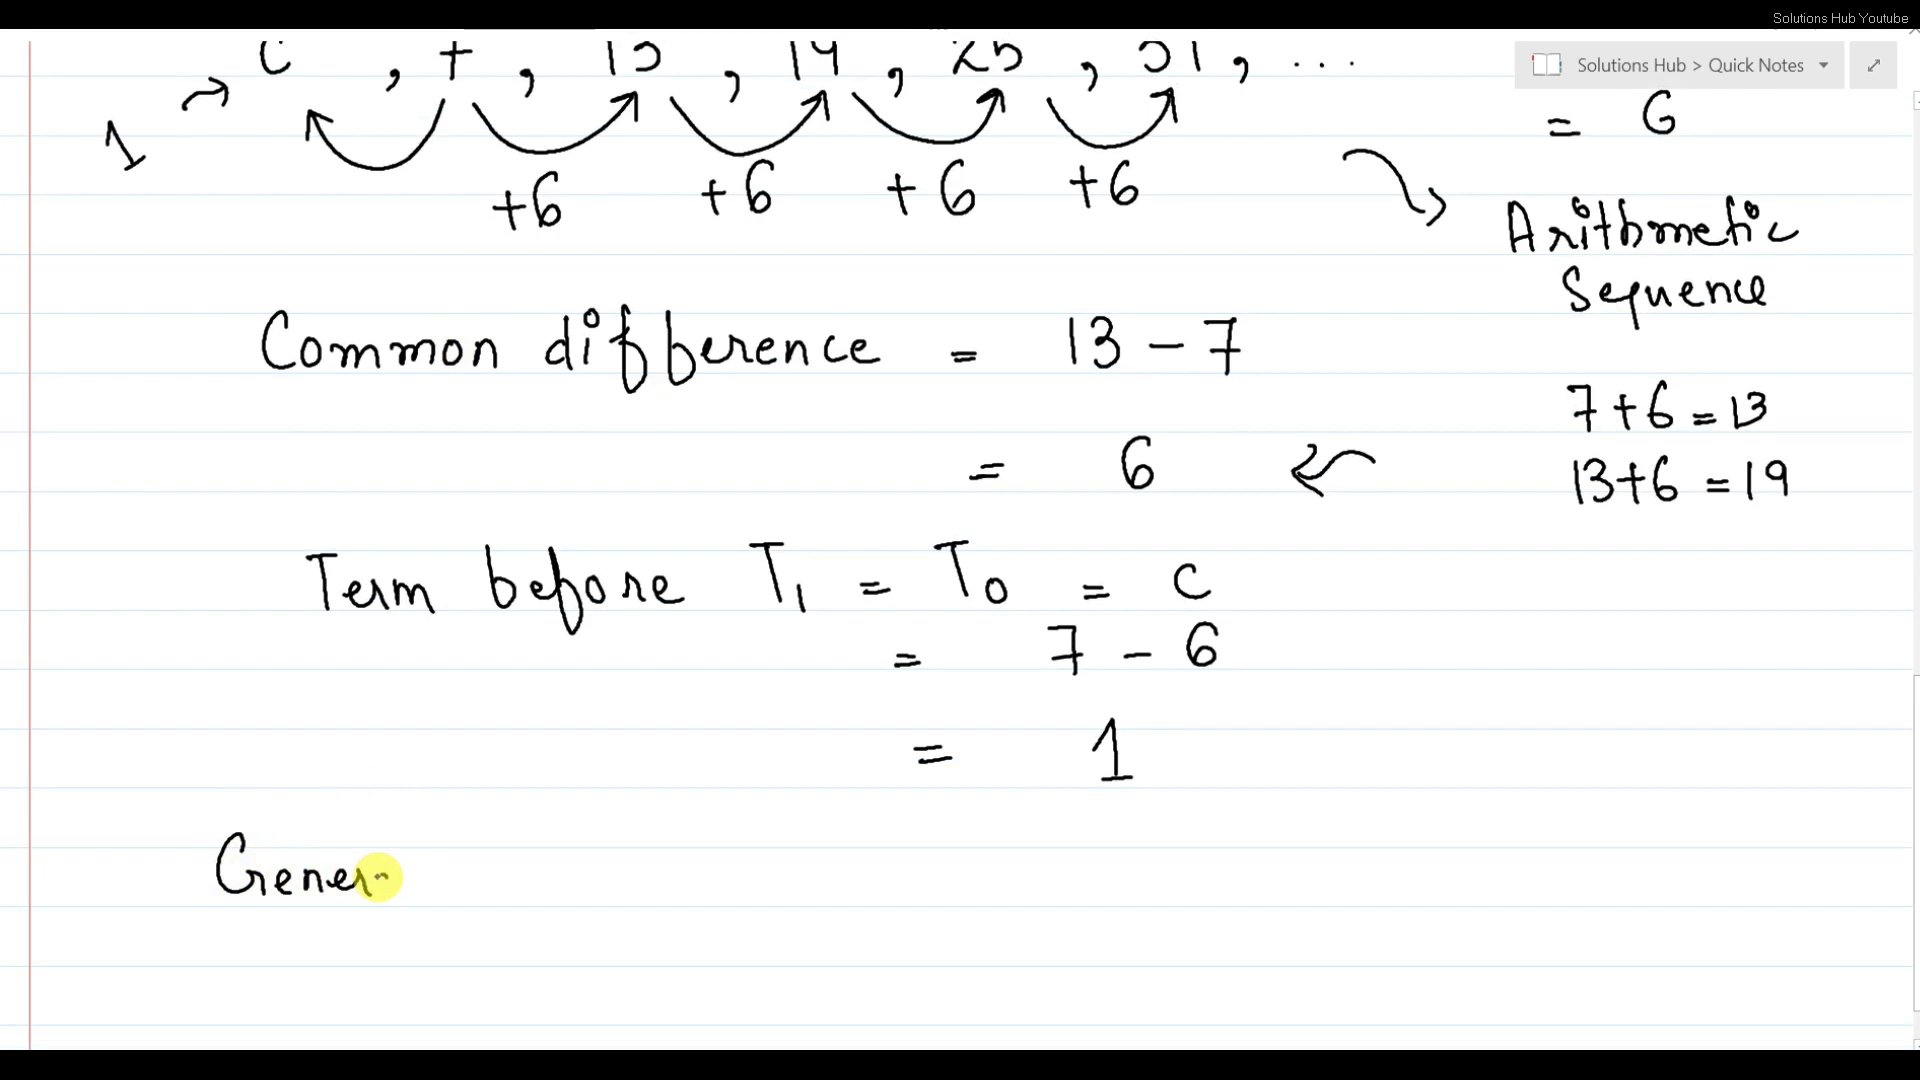 Solutions Hub Youtube
C , 7 , 13 , 19 , 25 , 31 , ...
Solutions Hub > Quick Notes
= 6
1
+6 +6 +6 +6
Arithmetic
Sequence
Common difference = 13 - 7
7+6 = 13
= 6
13+6 = 19
Term before T₁ = T₀ = C
= 7 - 6
= 1
Gener